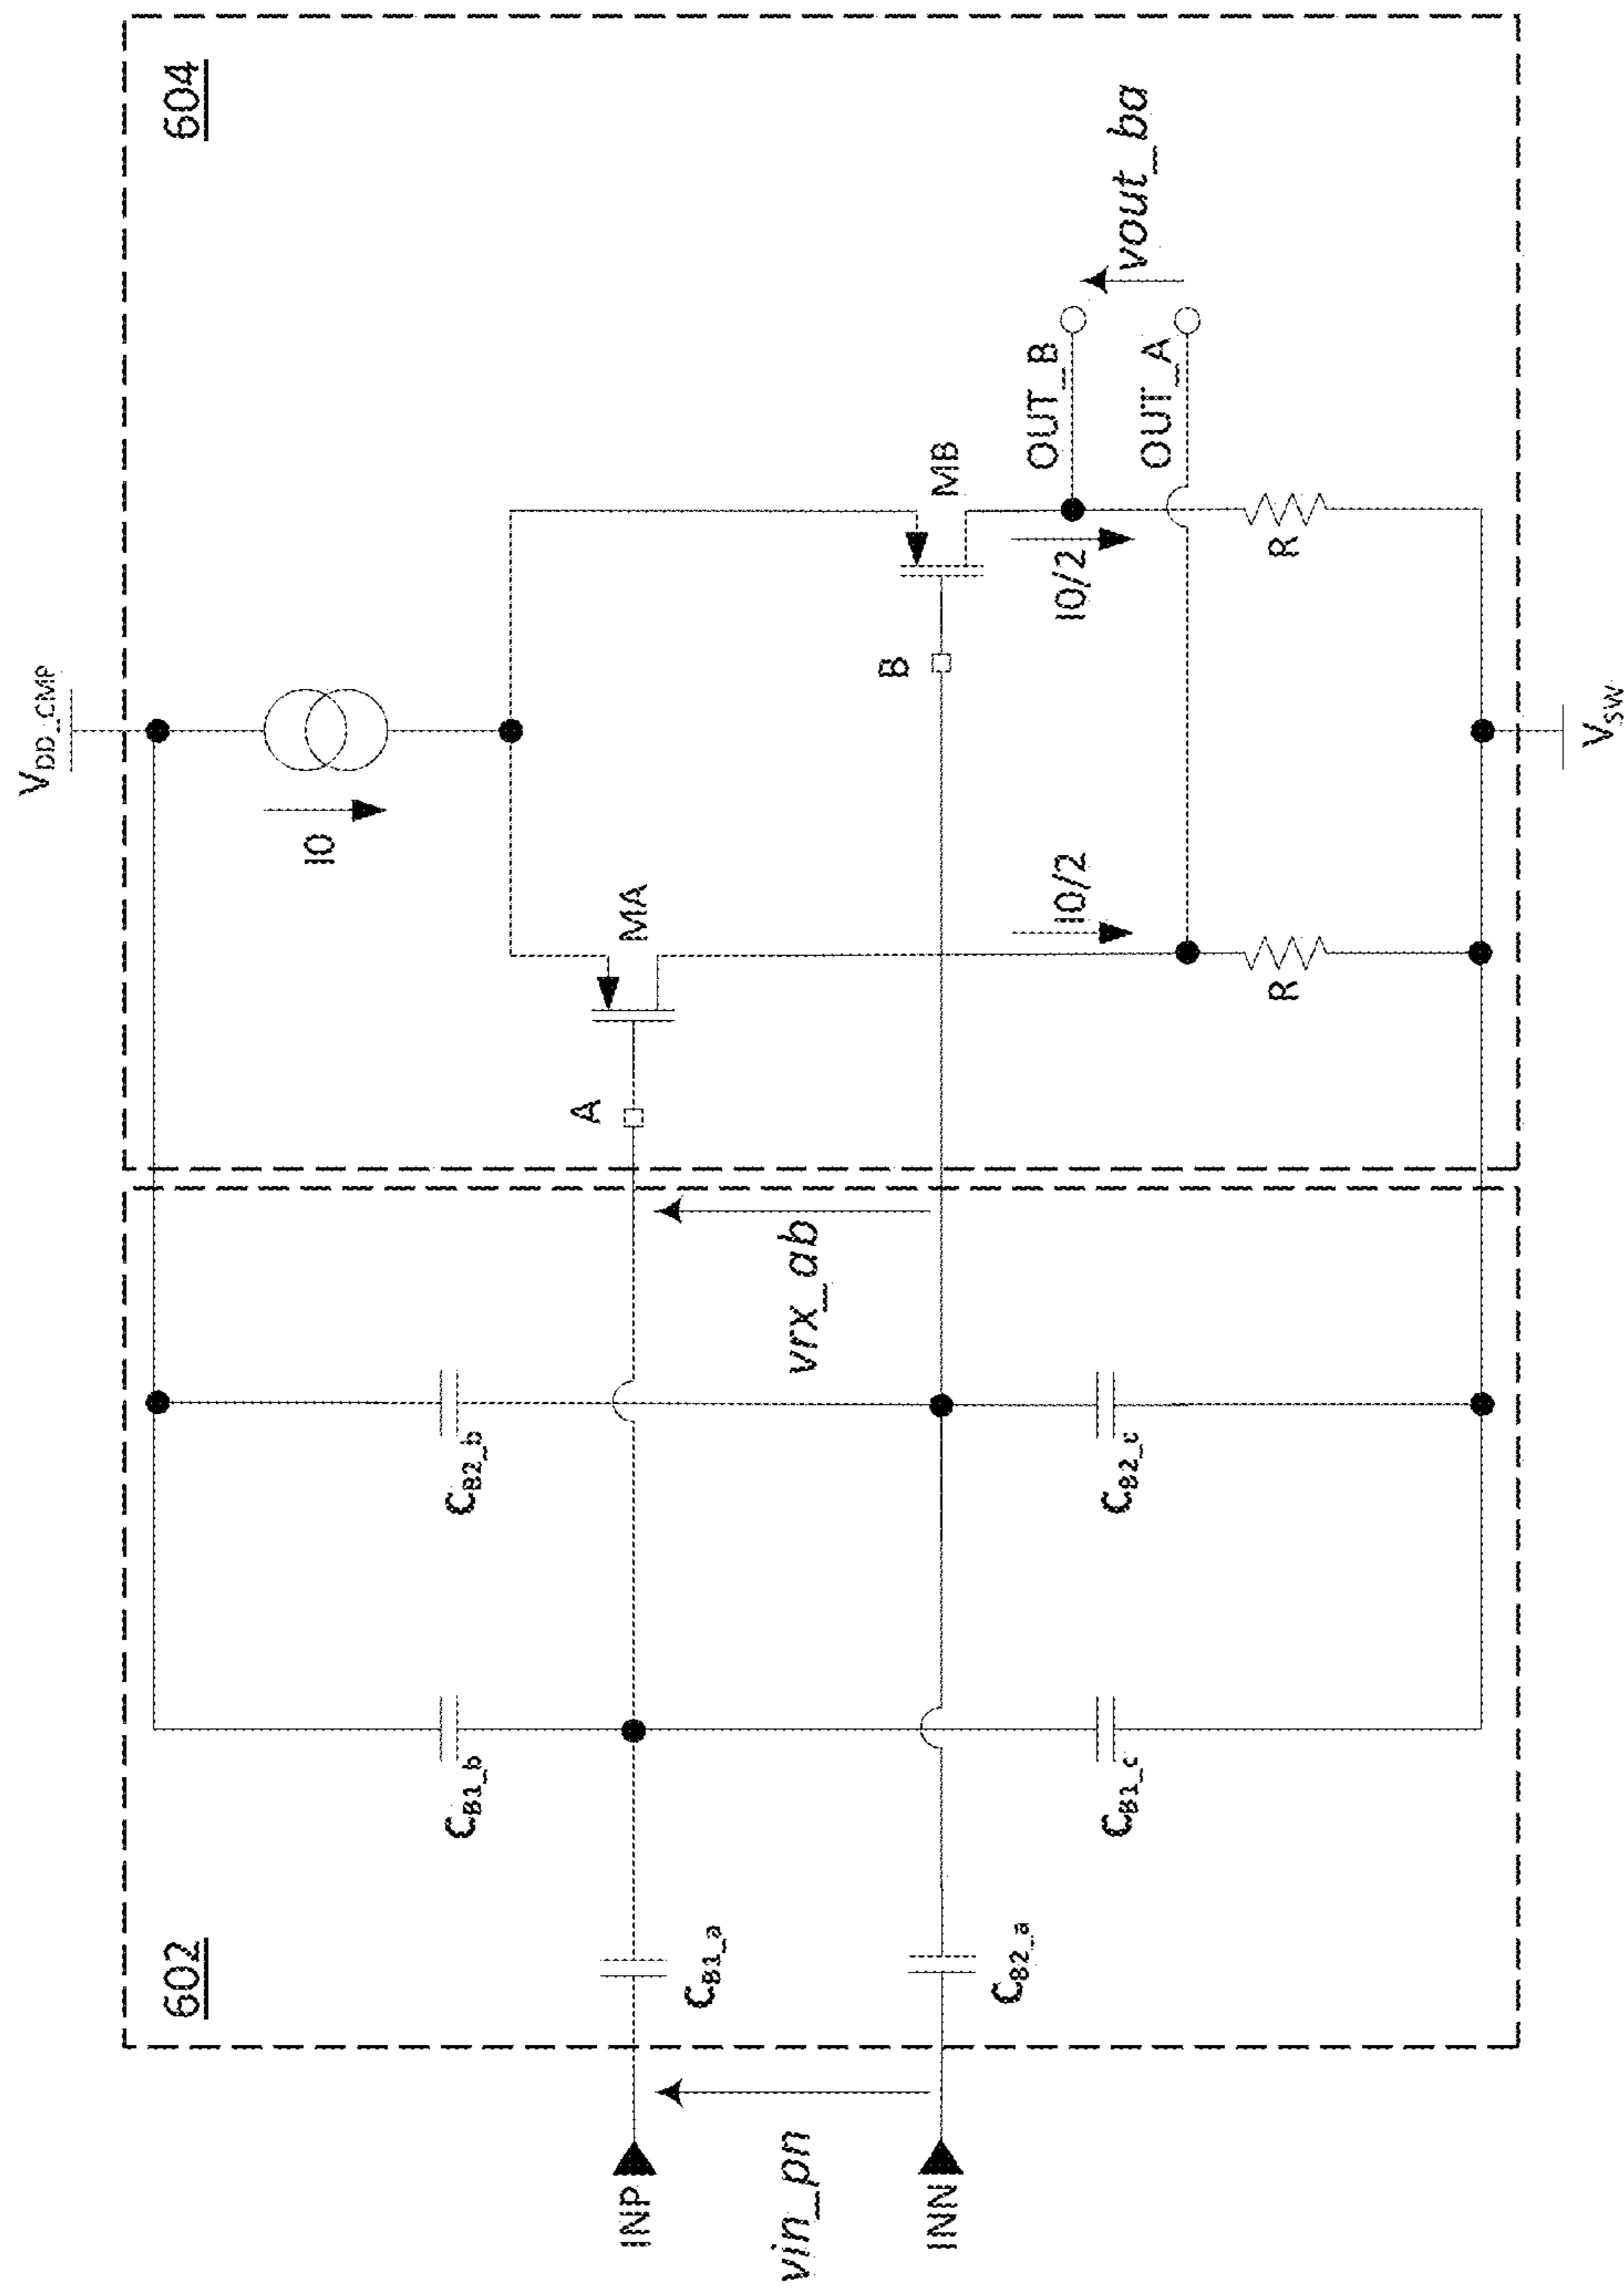 602
604
V_DD_CMP
I0
C_B1_b
C_B2_b
A
MA
INP
C_B1_a
vin_pn
vrx_ab
B
MB
INN
C_B2_a
I0/2
I0/2
OUT_B
vout_ba
OUT_A
C_B1_c
C_B2_c
R
R
V_SW